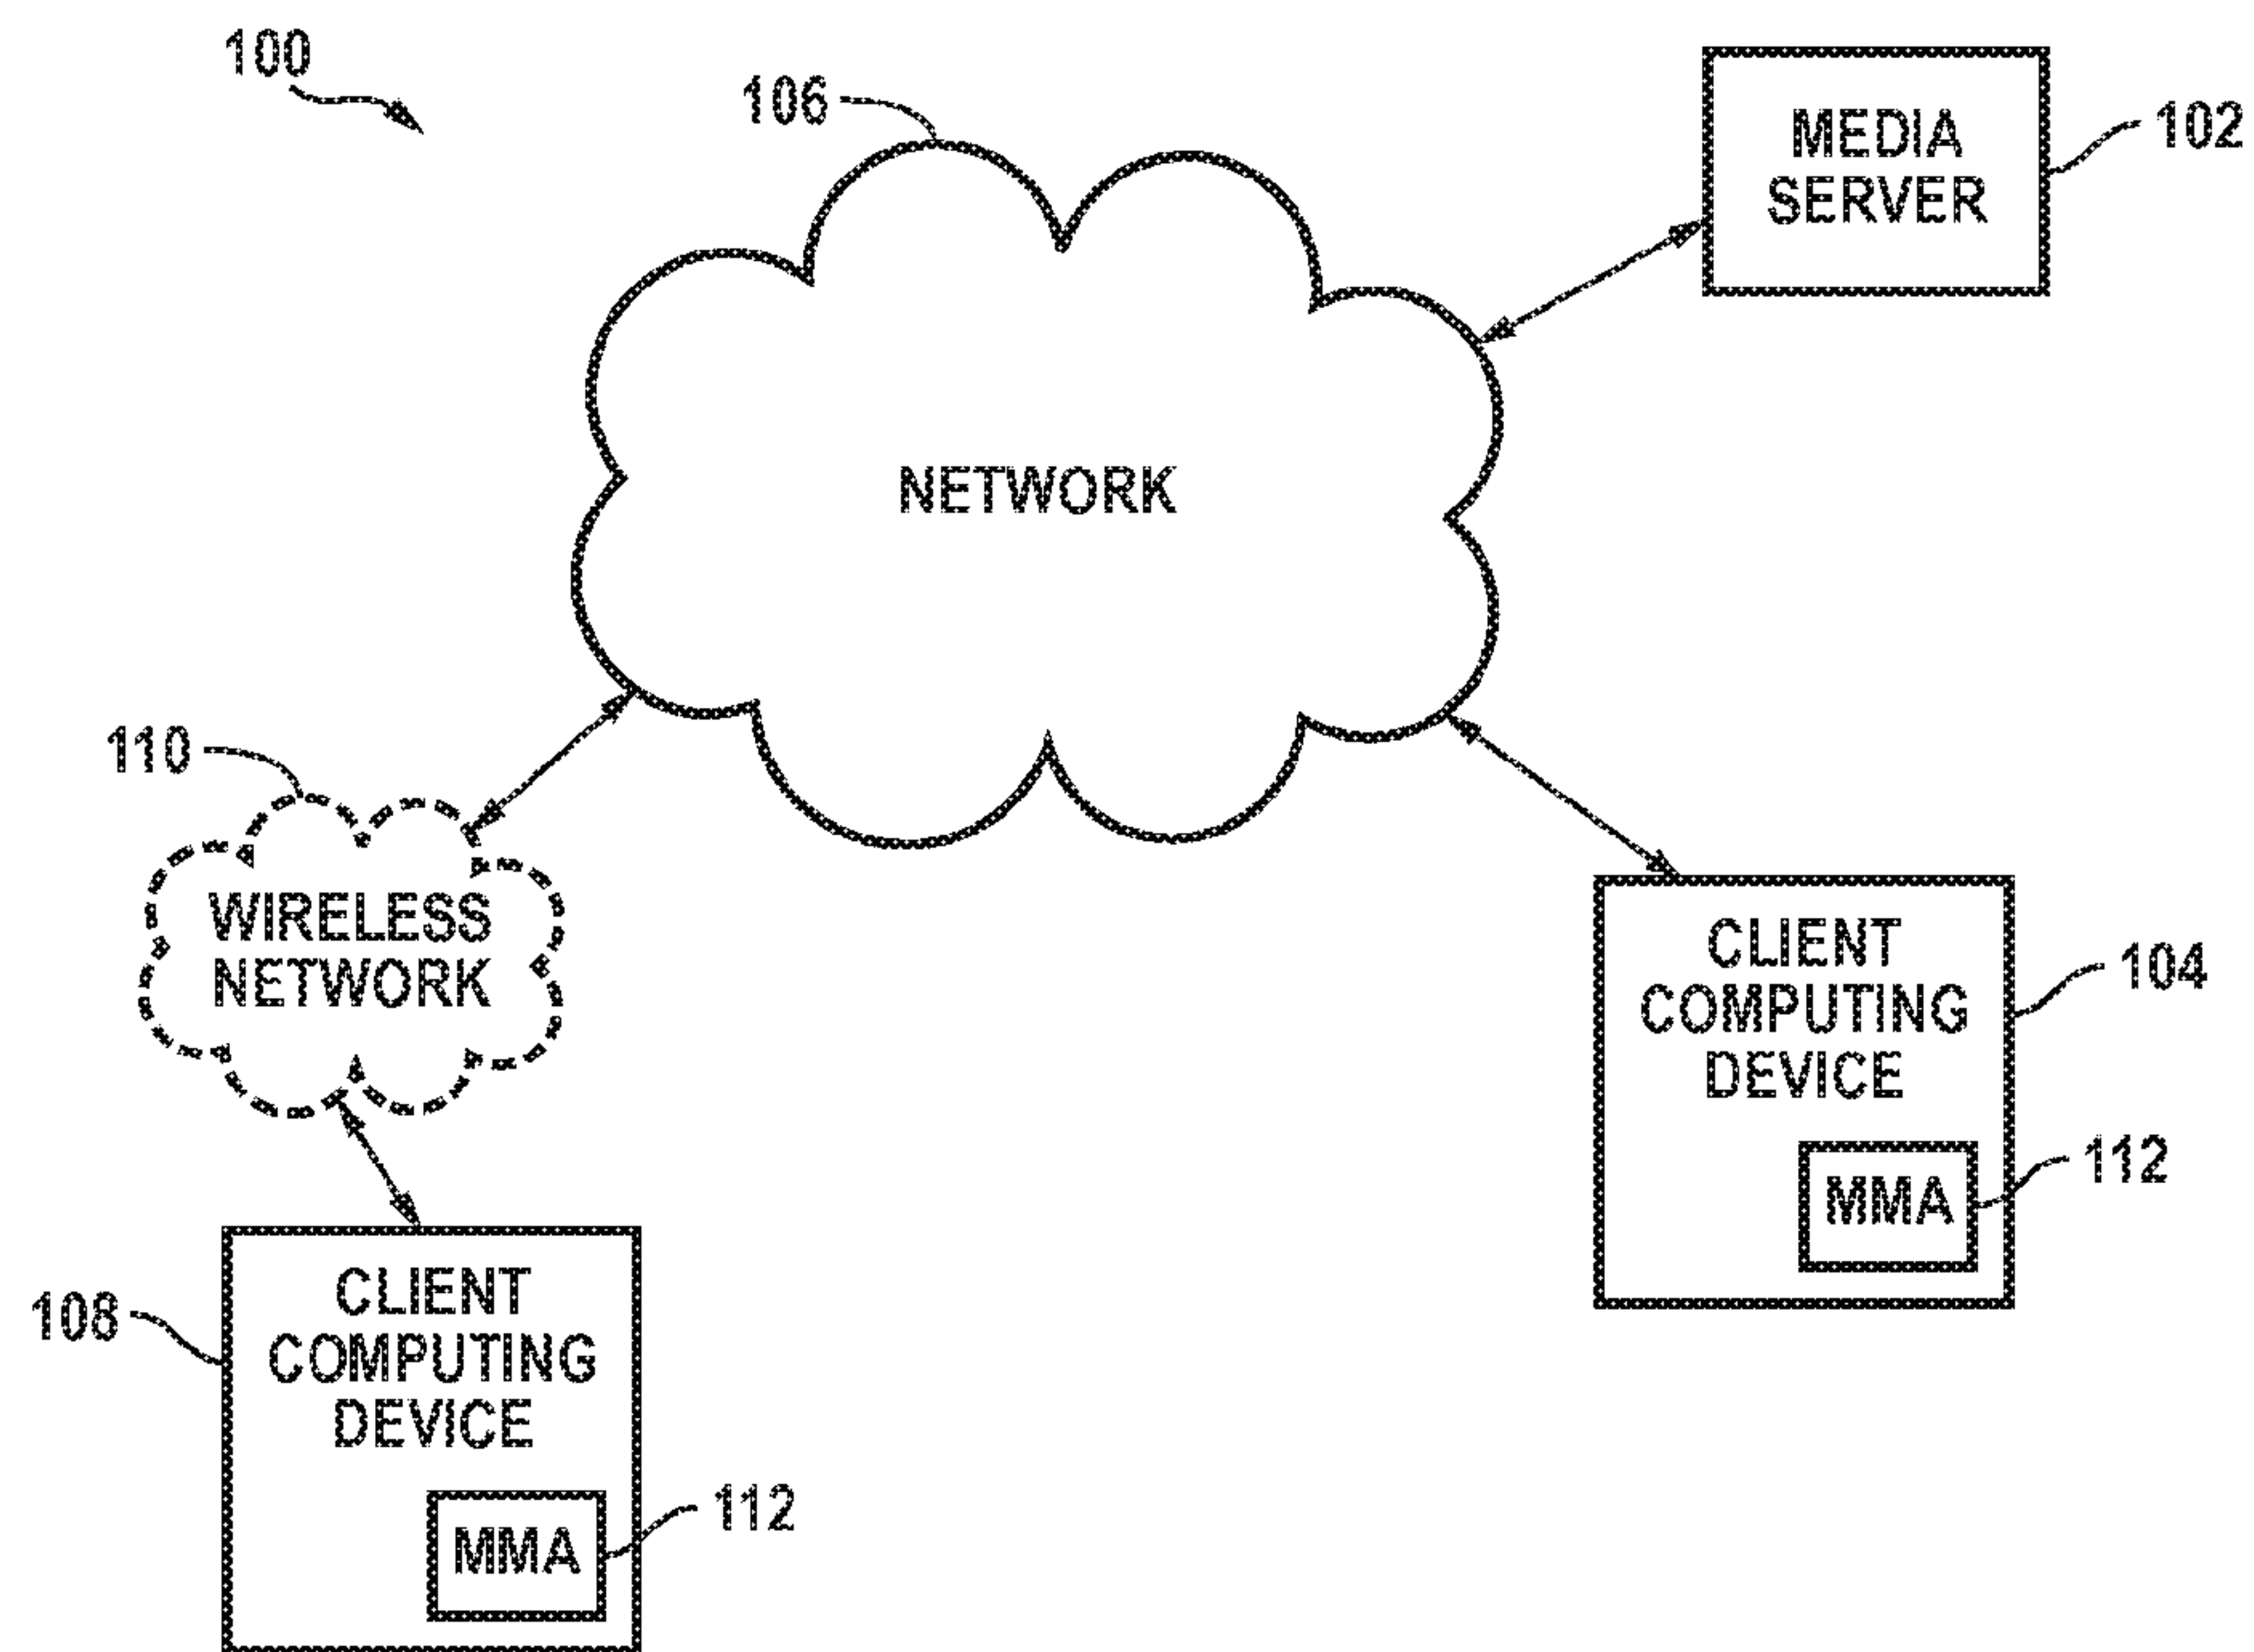 100
106
MEDIA
SERVER
102
NETWORK
110
WIRELESS
NETWORK
CLIENT
COMPUTING
DEVICE
104
MMA
112
CLIENT
COMPUTING
DEVICE
108
MMA
112